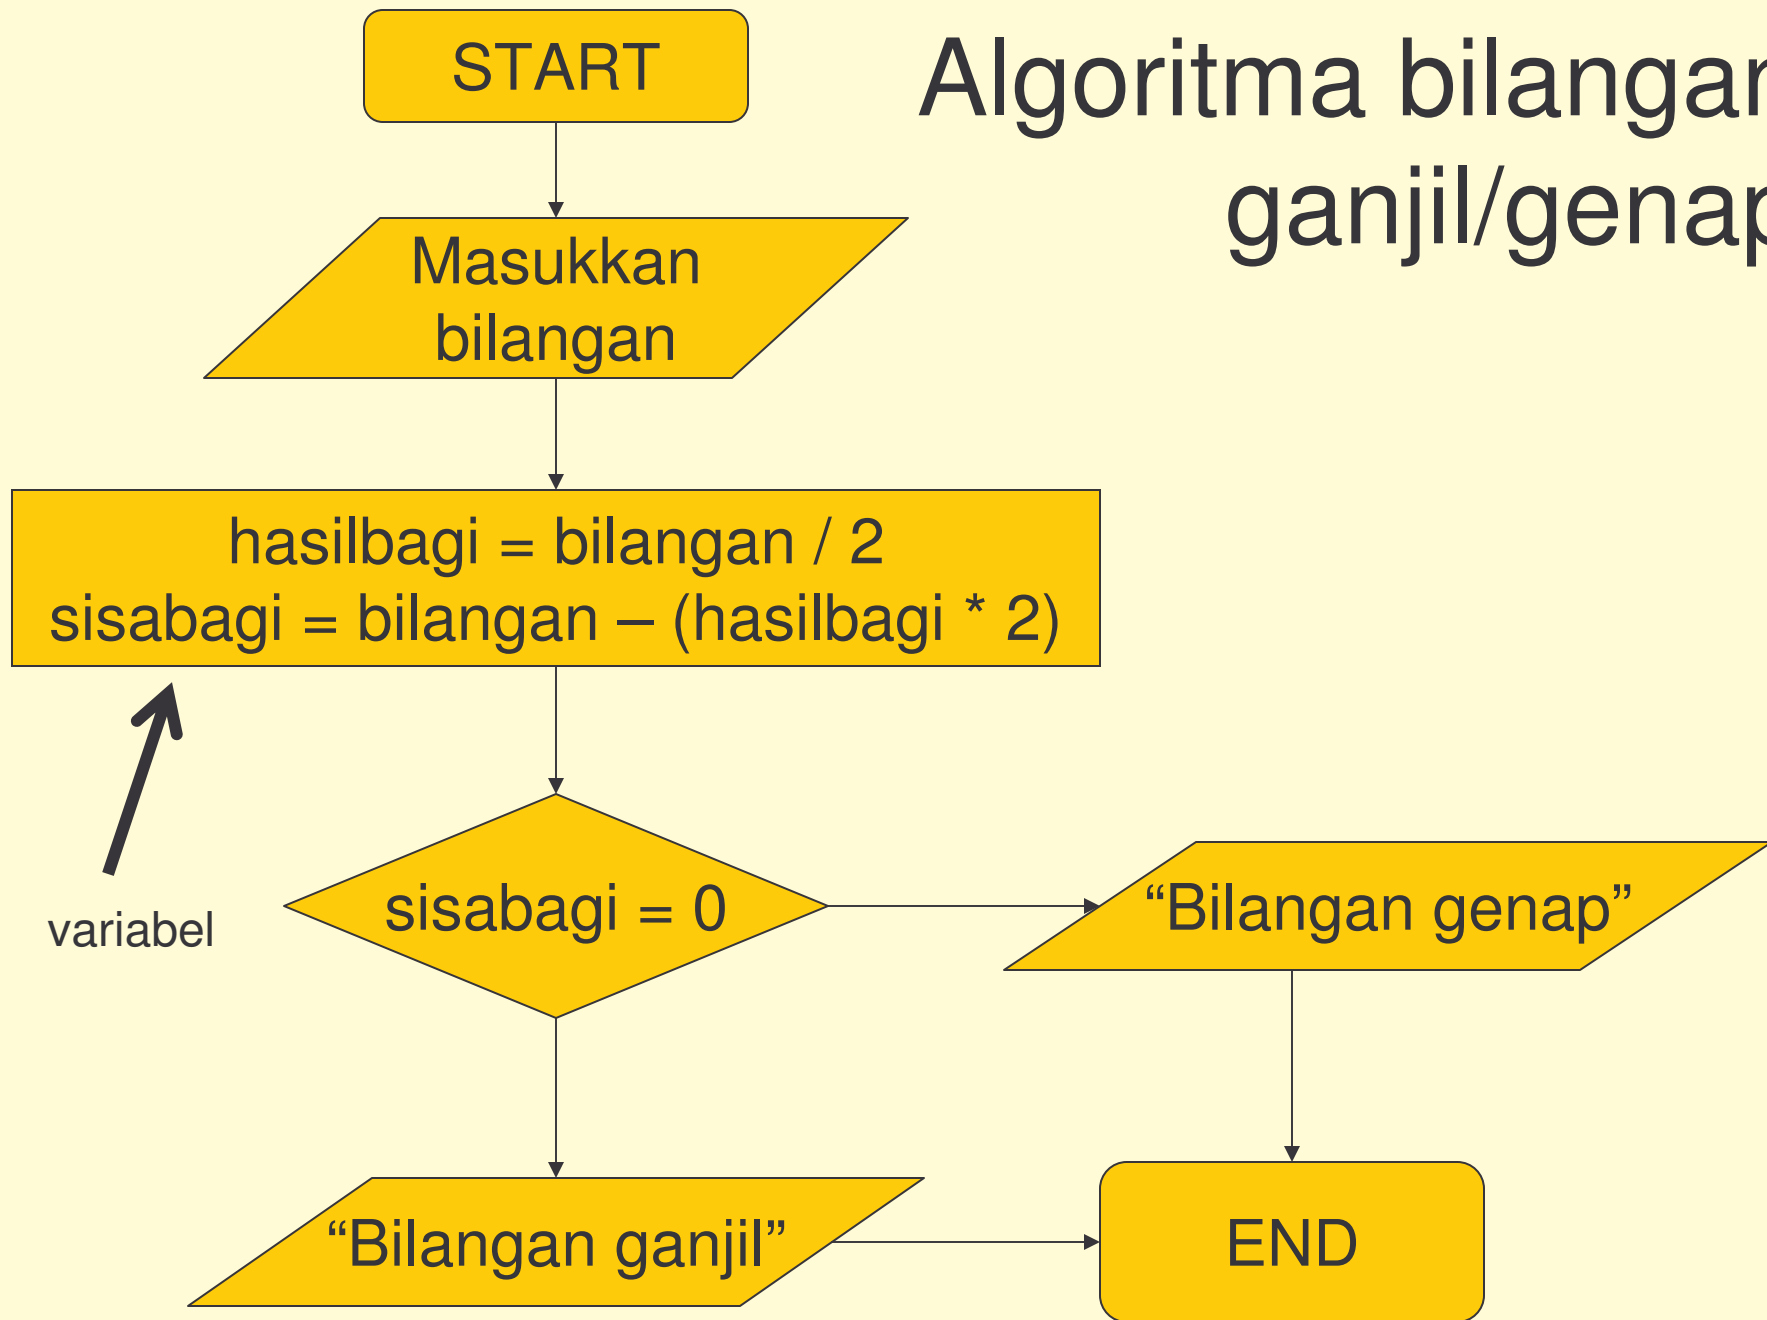 START
Algoritma bilangan
ganjil/genap
Masukkan
bilangan
hasilbagi = bilangan / 2
sisabagi = bilangan – (hasilbagi * 2)
variabel
sisabagi = 0
“Bilangan genap”
“Bilangan ganjil”
END